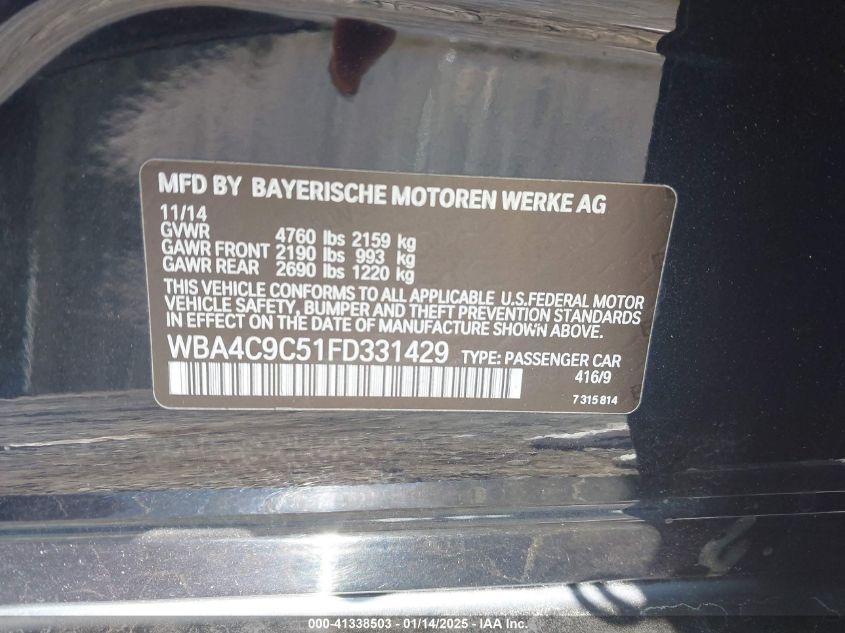 MFD BY BAYERISCHE MOTOREN WERKE AG
11/14
GVWR 4760 lbs 2159 kg
GAWR FRONT 2190 lbs 993 kg
GAWR REAR 2690 lbs 1220 kg
THIS VEHICLE CONFORMS TO ALL APPLICABLE U.S.FEDERAL MOTOR
VEHICLE SAFETY, BUMPER AND THEFT PREVENTION STANDARDS
IN EFFECT ON THE DATE OF MANUFACTURE SHOWN ABOVE.
WBA4C9C51FD331429 TYPE: PASSENGER CAR
416/9
7 315 814
000-41338503 - 01/14/2025 - IAA Inc.